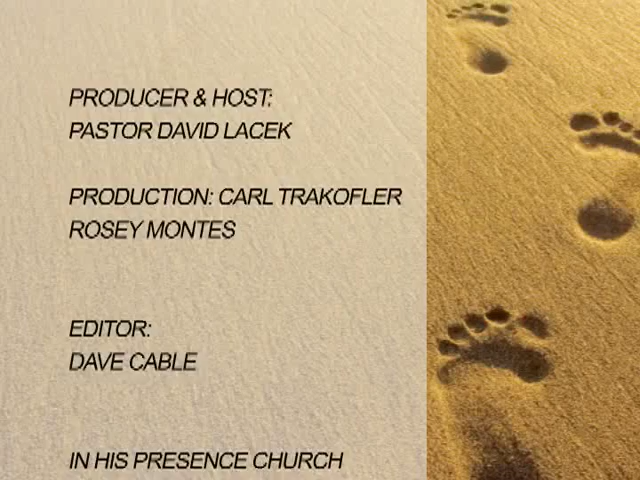 PRODUCER & HOST:
PASTOR DAVID LACEK
PRODUCTION: CARL TRAKOFLER
ROSEY MONTES
EDITOR:
DAVE CABLE
IN HIS PRESENCE CHURCH